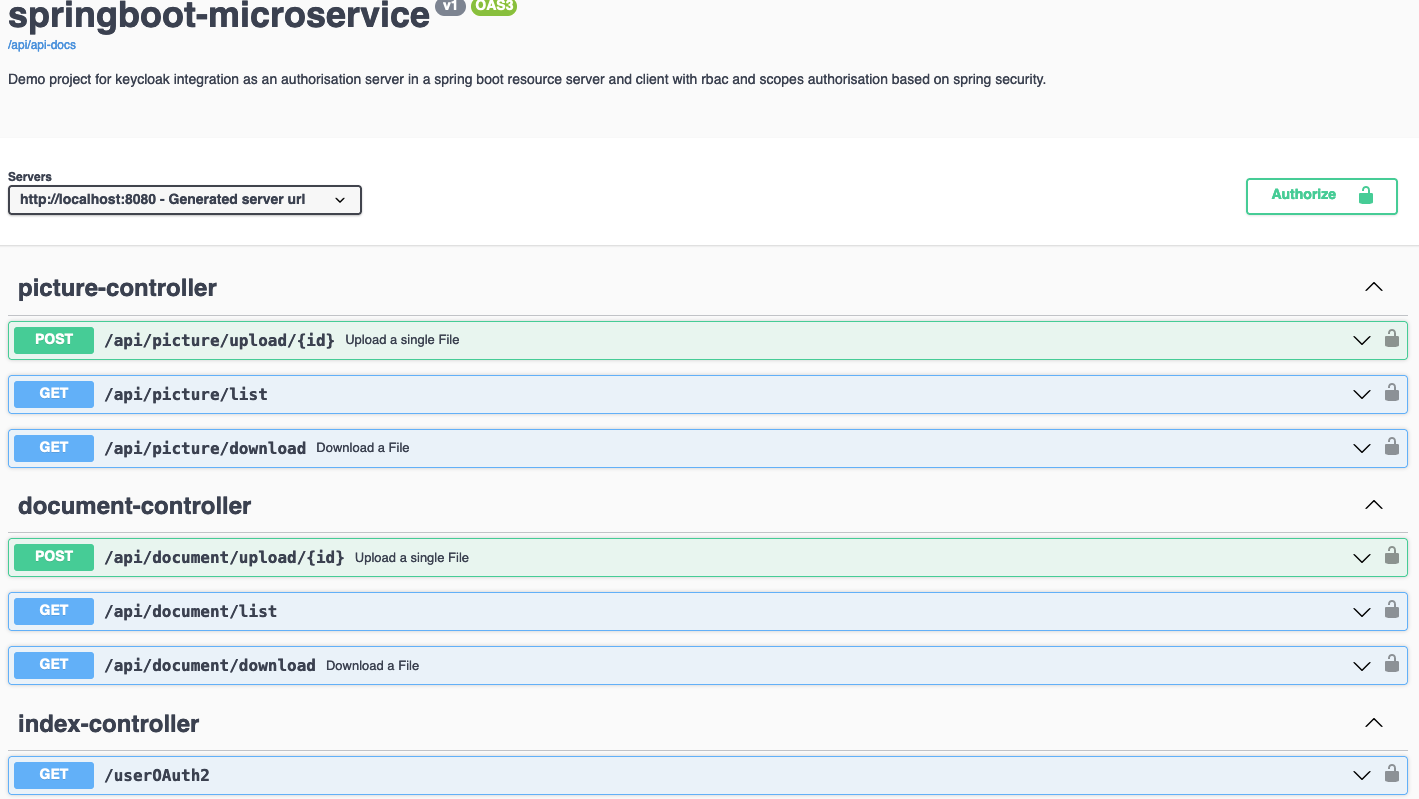 springboot-microservice v1 OAS3
/api/api-docs
Demo project for keycloak integration as an authorisation server in a spring boot resource server and client with rbac and scopes authorisation based on spring security.
Servers
http://localhost:8080 - Generated server url
Authorize
picture-controller
POST /api/picture/upload/{id} Upload a single File
GET /api/picture/list
GET /api/picture/download Download a File
document-controller
POST /api/document/upload/{id} Upload a single File
GET /api/document/list
GET /api/document/download Download a File
index-controller
GET /userOAuth2